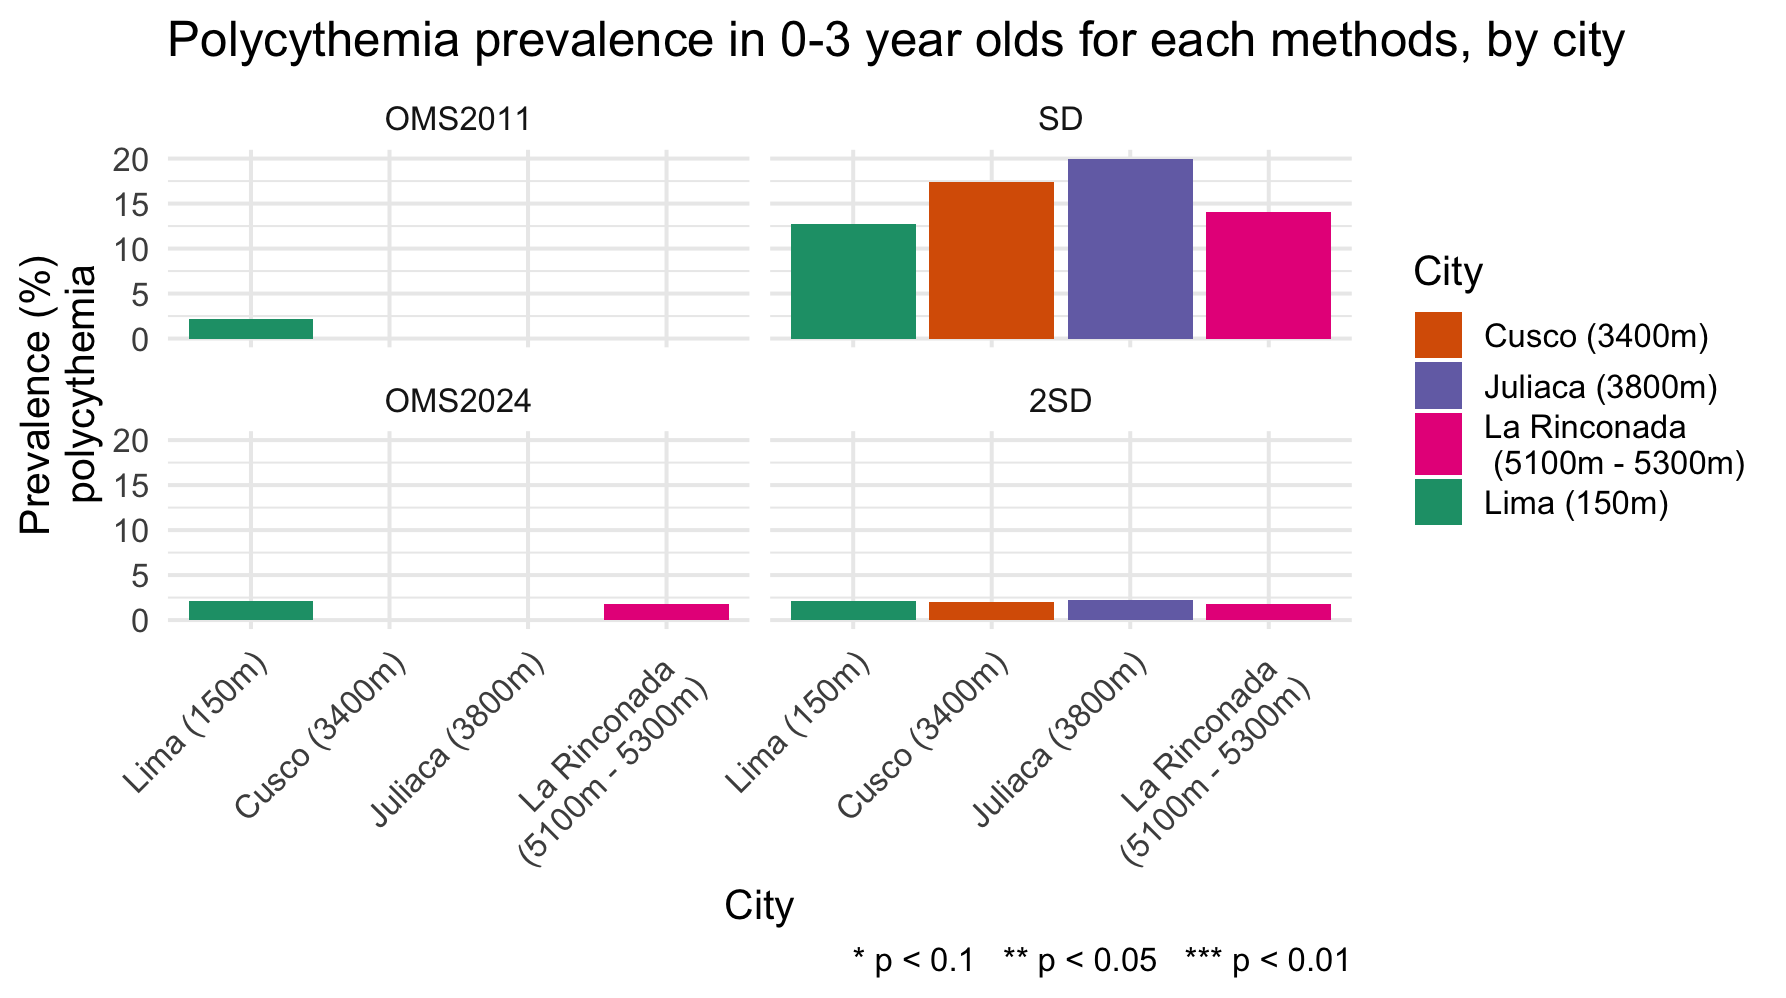 Polycythemia prevalence in 0-3 year olds for each methods, by city
OMS2011
SD
20
15
10
5
0
OMS2024
2SD
20
15
10
5
0
Prevalence (%)
polycythemia
Lima (150m)
Cusco (3400m)
Juliaca (3800m)
La Rinconada
(5100m - 5300m)
Lima (150m)
Cusco (3400m)
Juliaca (3800m)
La Rinconada
(5100m - 5300m)
City
City
Cusco (3400m)
Juliaca (3800m)
La Rinconada
(5100m - 5300m)
Lima (150m)
* p < 0.1 ** p < 0.05 *** p < 0.01